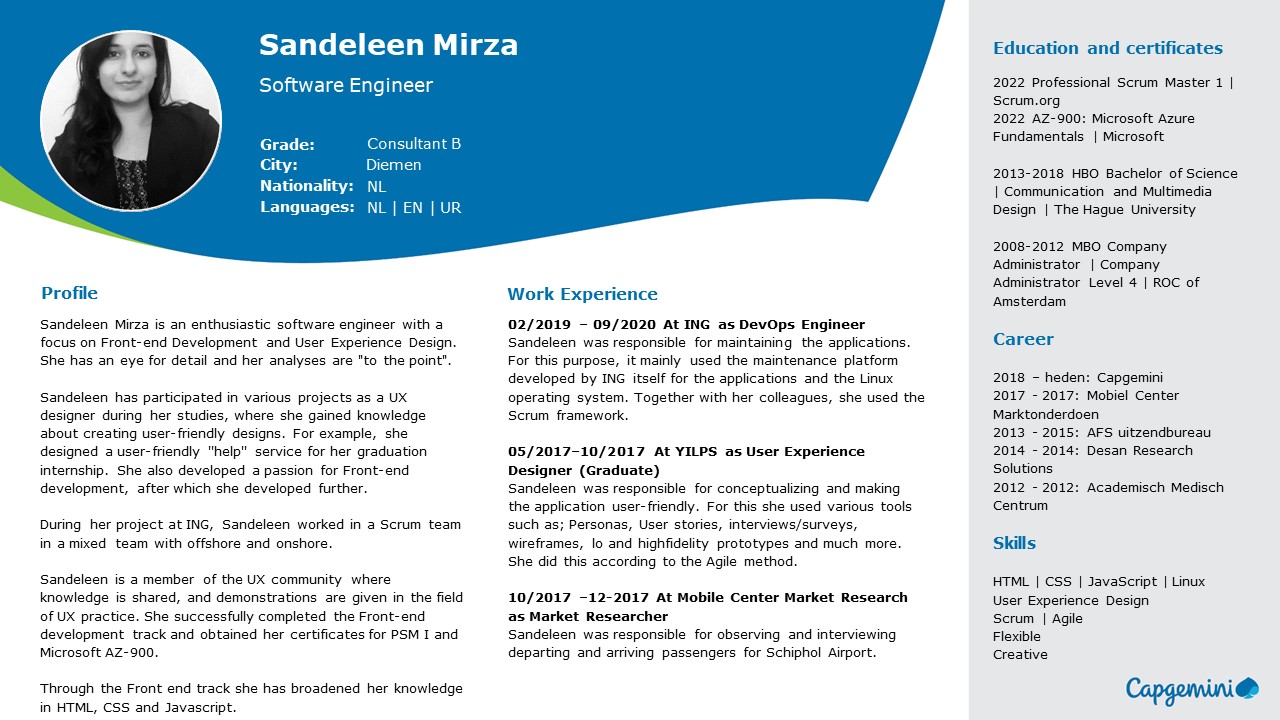 Sandeleen Mirza
Software Engineer
Grade: Consultant B
City: Diemen
Nationality: NL
Languages: NL | EN | UR
Profile
Sandeleen Mirza is an enthusiastic software engineer with a
focus on Front-end Development and User Experience Design.
She has an eye for detail and her analyses are "to the point".
Sandeleen has participated in various projects as a UX
designer during her studies, where she gained knowledge
about creating user-friendly designs. For example, she
designed a user-friendly "help" service for her graduation
internship. She also developed a passion for Front-end
development, after which she developed further.
During her project at ING, Sandeleen worked in a Scrum team
in a mixed team with offshore and onshore.
Sandeleen is a member of the UX community where
knowledge is shared, and demonstrations are given in the field
of UX practice. She successfully completed the Front-end
development track and obtained her certificates for PSM I and
Microsoft AZ-900.
Through the Front end track she has broadened her knowledge
in HTML, CSS and Javascript.
Work Experience
02/2019 – 09/2020 At ING as DevOps Engineer
Sandeleen was responsible for maintaining the applications.
For this purpose, it mainly used the maintenance platform
developed by ING itself for the applications and the Linux
operating system. Together with her colleagues, she used the
Scrum framework.
05/2017–10/2017 At YILPS as User Experience
Designer (Graduate)
Sandeleen was responsible for conceptualizing and making
the application user-friendly. For this she used various tools
such as; Personas, User stories, interviews/surveys,
wireframes, lo and highfidelity prototypes and much more.
She did this according to the Agile method.
10/2017 –12-2017 At Mobile Center Market Research
as Market Researcher
Sandeleen was responsible for observing and interviewing
departing and arriving passengers for Schiphol Airport.
Education and certificates
2022 Professional Scrum Master 1 |
Scrum.org
2022 AZ-900: Microsoft Azure
Fundamentals | Microsoft
2013-2018 HBO Bachelor of Science
| Communication and Multimedia
Design | The Hague University
2008-2012 MBO Company
Administrator | Company
Administrator Level 4 | ROC of
Amsterdam
Career
2018 – heden: Capgemini
2017 - 2017: Mobiel Center
Marktonderdoen
2013 - 2015: AFS uitzendbureau
2014 - 2014: Desan Research
Solutions
2012 - 2012: Academisch Medisch
Centrum
Skills
HTML | CSS | JavaScript | Linux
User Experience Design
Scrum | Agile
Flexible
Creative
Capgemini